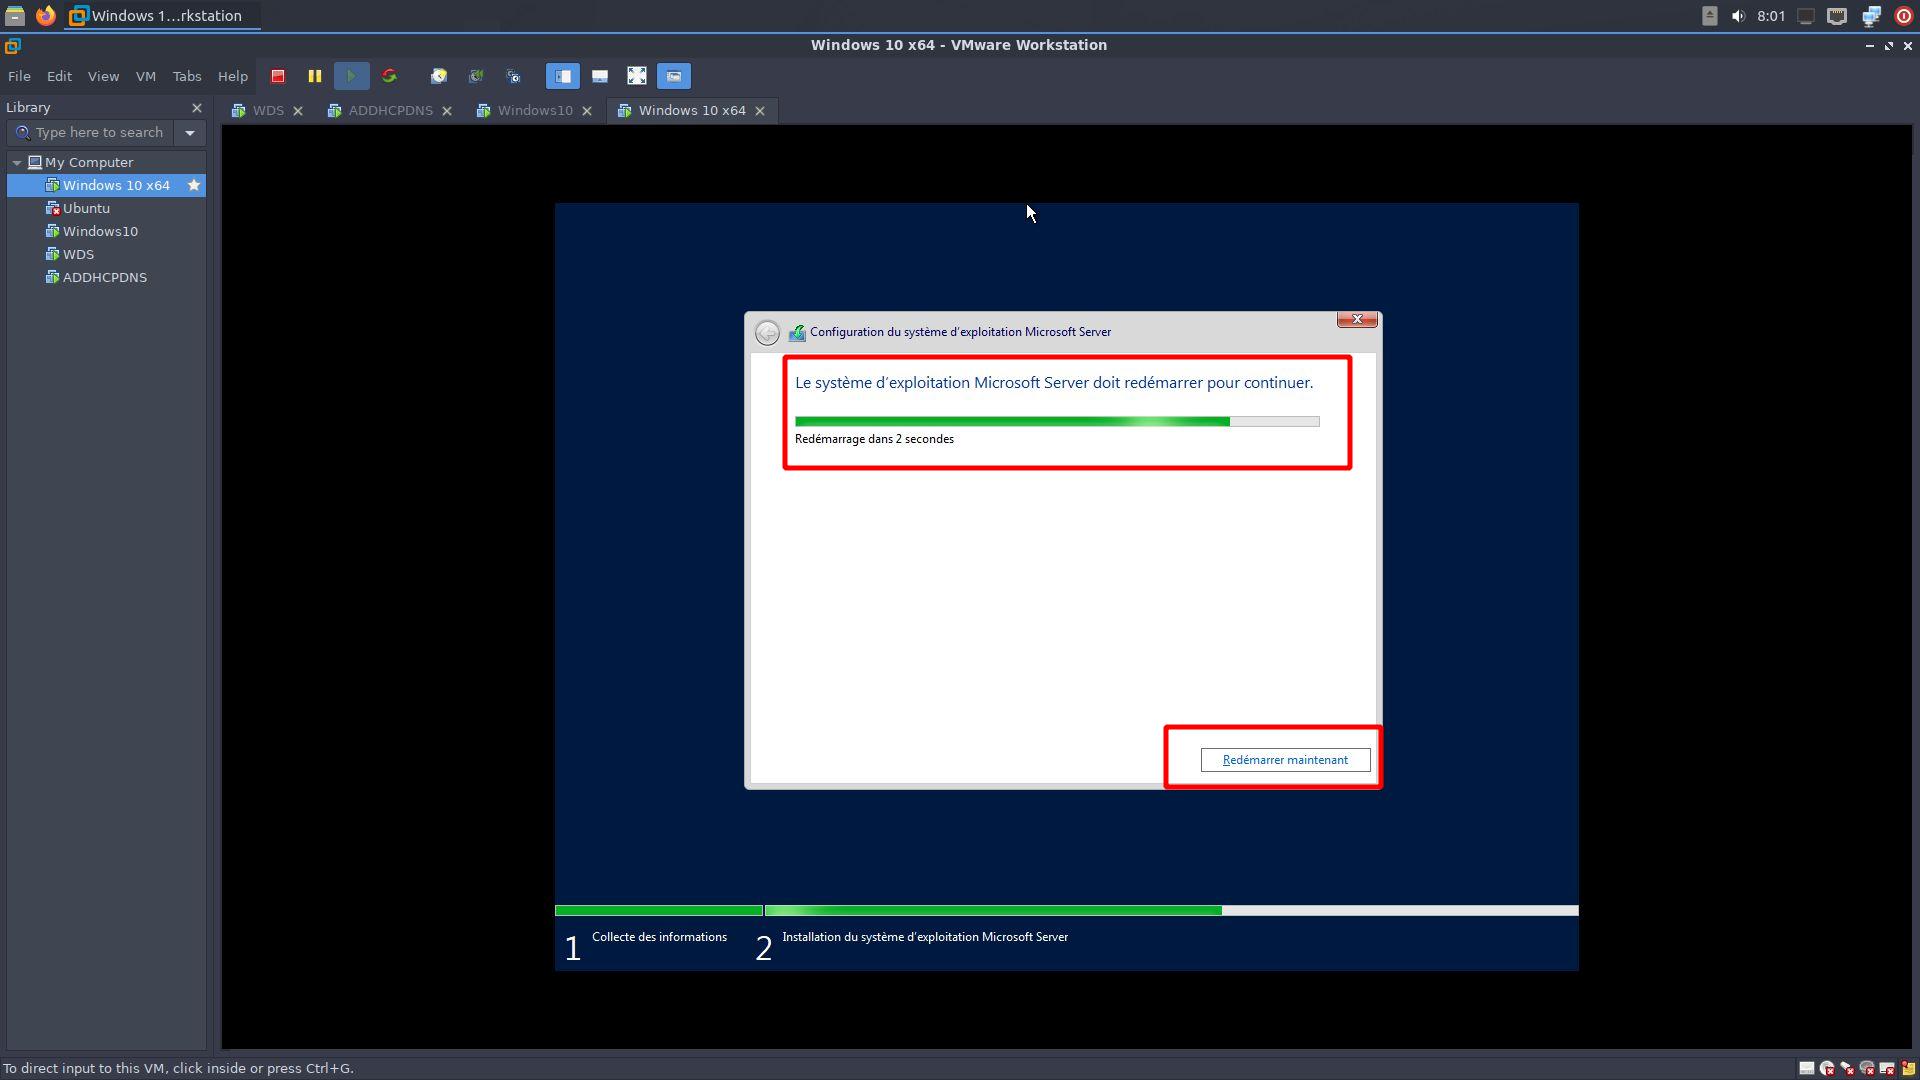 Windows 1...rkstation
8:01
Windows 10 x64 - VMware Workstation
File Edit View VM Tabs Help
Library
WDS ADDHCPDNS Windows10 Windows 10 x64
Type here to search
My Computer
Windows 10 x64
Ubuntu
Windows10
WDS
ADDHCPDNS
Configuration du système d'exploitation Microsoft Server
Le système d'exploitation Microsoft Server doit redémarrer pour continuer.
Redémarrage dans 2 secondes
Redémarrer maintenant
1 Collecte des informations 2 Installation du système d'exploitation Microsoft Server
To direct input to this VM, click inside or press Ctrl+G.